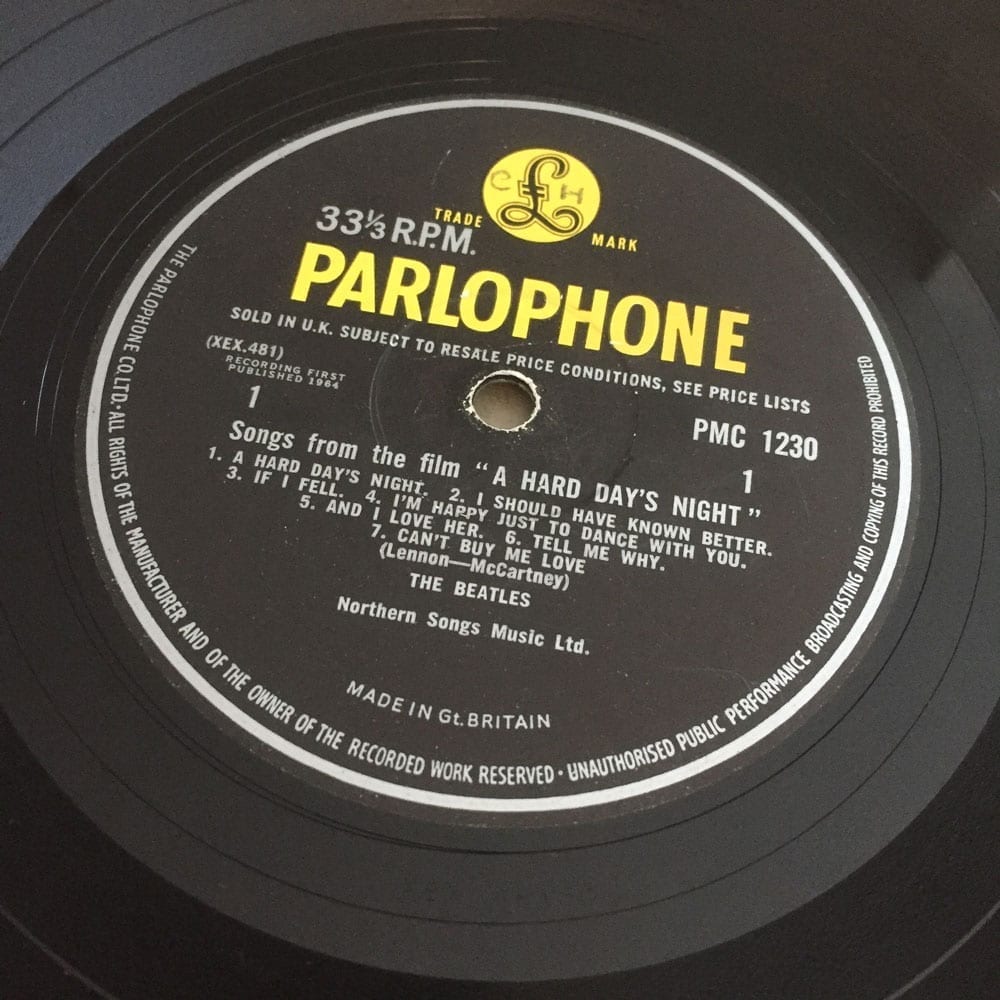 C £ H
TRADE MARK
33⅓ R.P.M.
PARLOPHONE
SOLD IN U.K. SUBJECT TO RESALE PRICE CONDITIONS, SEE PRICE LISTS
(XEX.481)
RECORDING FIRST
PUBLISHED 1964
PMC 1230
1
1
Songs from the film "A HARD DAY'S NIGHT"
1. A HARD DAY'S NIGHT. 2. I SHOULD HAVE KNOWN BETTER.
3. IF I FELL. 4. I'M HAPPY JUST TO DANCE WITH YOU.
5. AND I LOVE HER. 6. TELL ME WHY.
7. CAN'T BUY ME LOVE
(Lennon—McCartney)
THE BEATLES
Northern Songs Music Ltd.
MADE IN Gt. BRITAIN
THE PARLOPHONE CO. LTD. · ALL RIGHTS OF THE MANUFACTURER AND OF THE OWNER OF THE RECORDED WORK RESERVED · UNAUTHORISED PUBLIC PERFORMANCE BROADCASTING AND COPYING OF THIS RECORD PROHIBITED